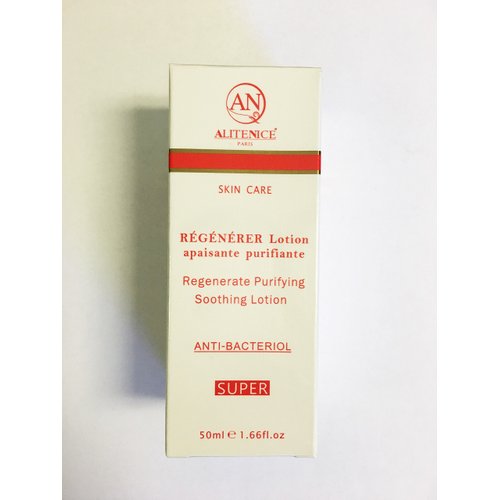 AN
ALITENICE®
PARIS
SKIN CARE
RÉGÉNÉRER Lotion
apaisante purifiante
Regenerate Purifying
Soothing Lotion
ANTI-BACTERIOL
SUPER
50ml ℮ 1.66fl.oz